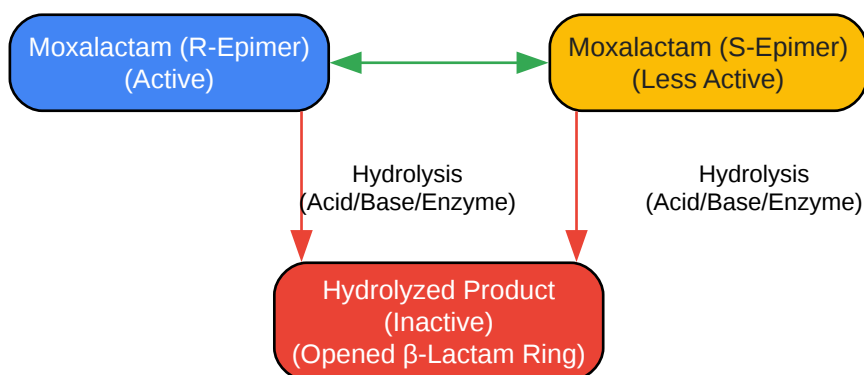 Moxalactam (R-Epimer)
(Active)
Moxalactam (S-Epimer)
(Less Active)
Hydrolysis
(Acid/Base/Enzyme)
Hydrolysis
(Acid/Base/Enzyme)
Hydrolyzed Product
(Inactive)
(Opened β-Lactam Ring)